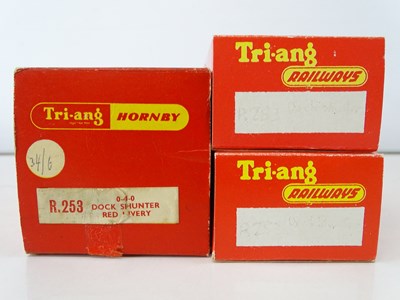 Tri-ang HORNBY
34/6
R.253
0-4-0
DOCK SHUNTER
RED LIVERY
Tri-ang
RAILWAYS
Tri-ang
RAILWAYS